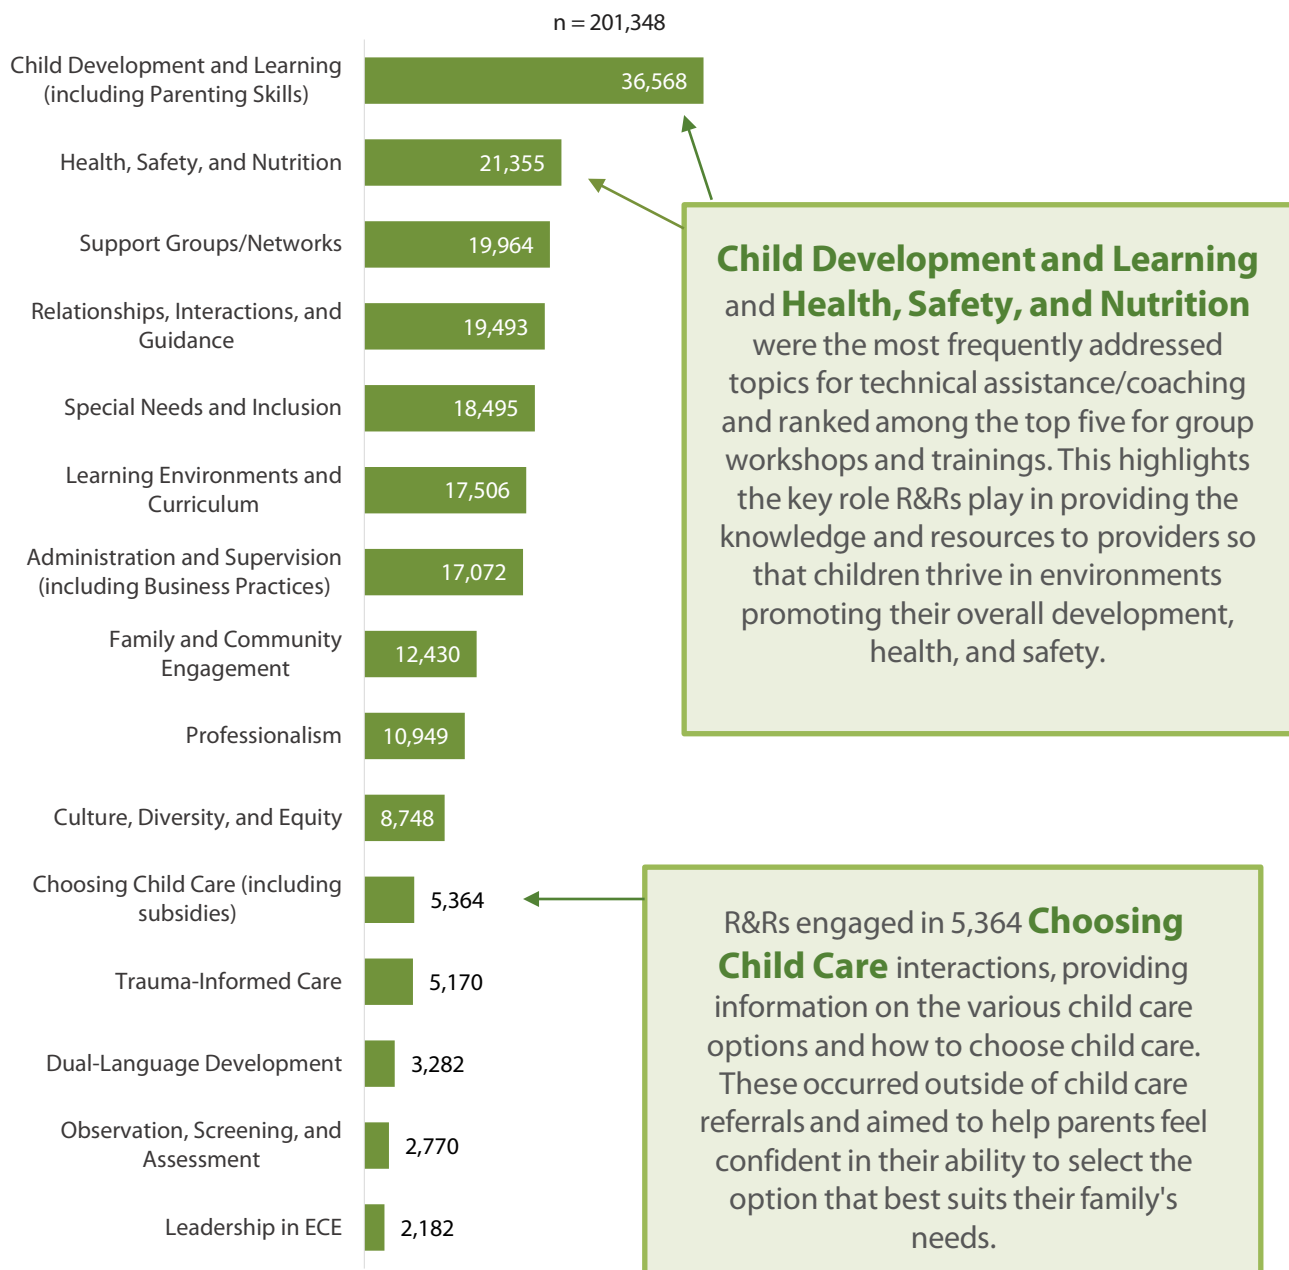 n = 201,348
Child Development and Learning
(including Parenting Skills)
36,568
Health, Safety, and Nutrition
21,355
Support Groups/Networks
19,964
Relationships, Interactions, and
Guidance
19,493
Special Needs and Inclusion
18,495
Learning Environments and
Curriculum
17,506
Administration and Supervision
(including Business Practices)
17,072
Family and Community
Engagement
12,430
Professionalism
10,949
Culture, Diversity, and Equity
8,748
Choosing Child Care (including
subsidies)
5,364
Trauma-Informed Care
5,170
Dual-Language Development
3,282
Observation, Screening, and
Assessment
2,770
Leadership in ECE
2,182
Child Development and Learning
and Health, Safety, and Nutrition
were the most frequently addressed
topics for technical assistance/coaching
and ranked among the top five for group
workshops and trainings. This highlights
the key role R&Rs play in providing the
knowledge and resources to providers so
that children thrive in environments
promoting their overall development,
health, and safety.
R&Rs engaged in 5,364 Choosing
Child Care interactions, providing
information on the various child care
options and how to choose child care.
These occurred outside of child care
referrals and aimed to help parents feel
confident in their ability to select the
option that best suits their family's
needs.